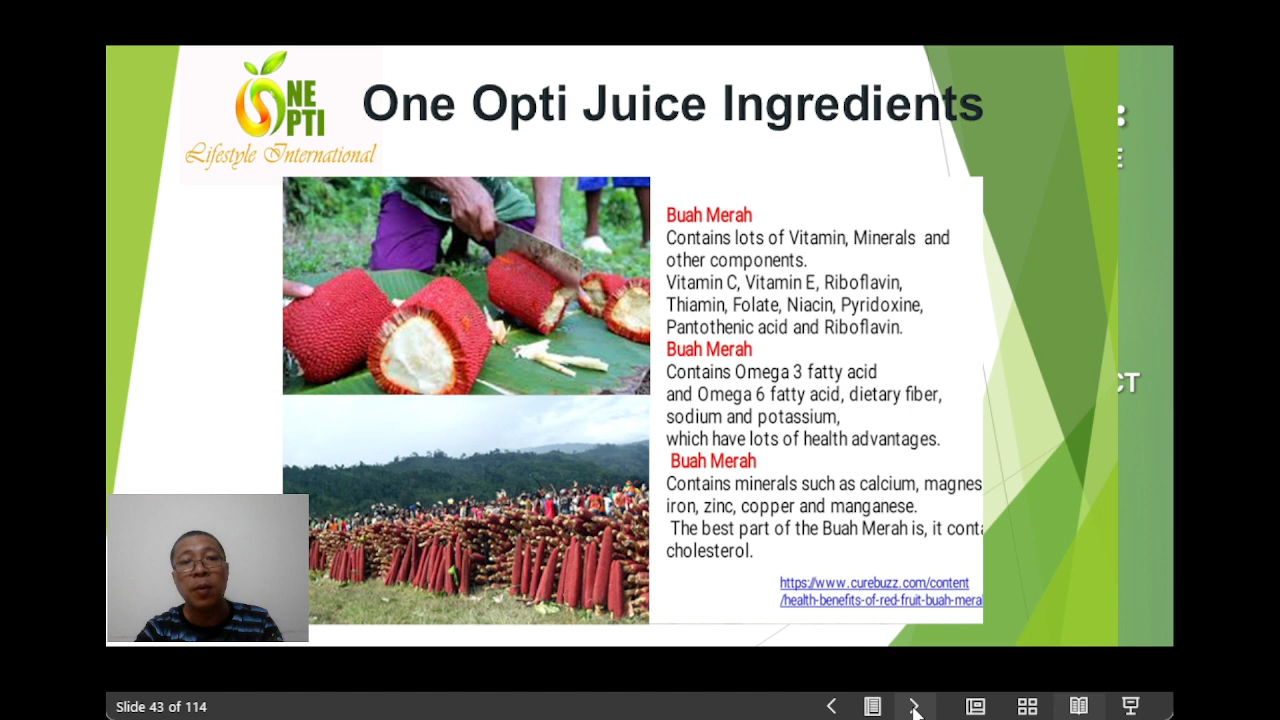 ONE
OPTI
Lifestyle International
One Opti Juice Ingredients
Buah Merah
Contains lots of Vitamin, Minerals and
other components.
Vitamin C, Vitamin E, Riboflavin,
Thiamin, Folate, Niacin, Pyridoxine,
Pantothenic acid and Riboflavin.
Buah Merah
Contains Omega 3 fatty acid
and Omega 6 fatty acid, dietary fiber,
sodium and potassium,
which have lots of health advantages.
Buah Merah
Contains minerals such as calcium, magnes
iron, zinc, copper and manganese.
The best part of the Buah Merah is, it conta
cholesterol.
https://www.curebuzz.com/content
/health-benefits-of-red-fruit-buah-mera
:
E
CT
Slide 43 of 114